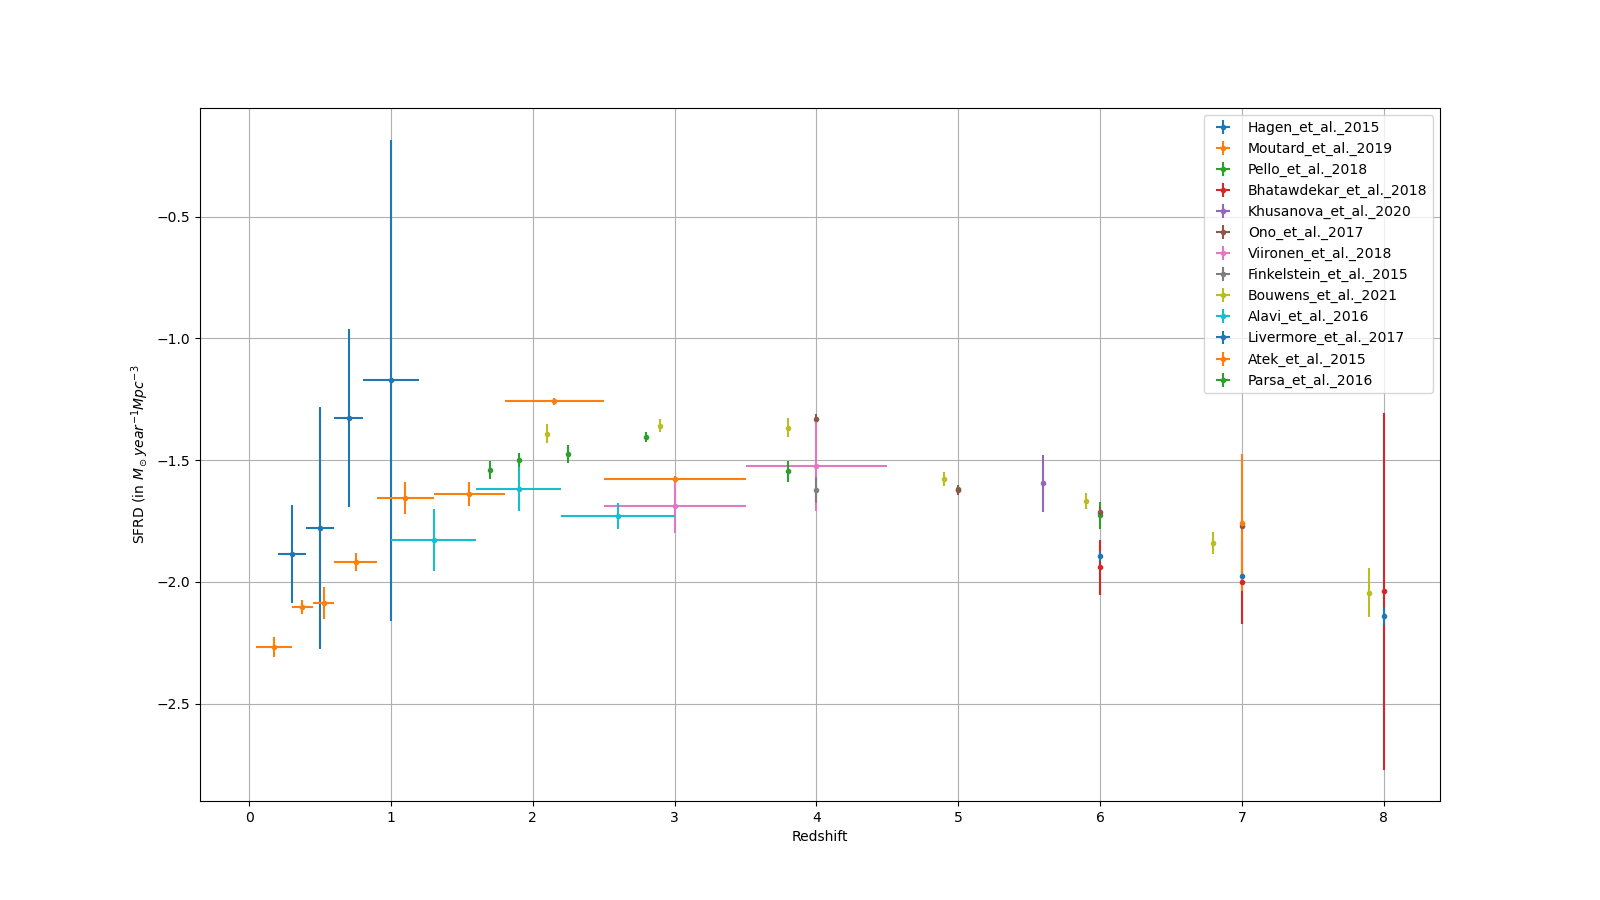 Hagen_et_al._2015
Moutard_et_al._2019
Pello_et_al._2018
Bhatawdekar_et_al._2018
Khusanova_et_al._2020
Ono_et_al._2017
Viironen_et_al._2018
Finkelstein_et_al._2015
Bouwens_et_al._2021
Alavi_et_al._2016
Livermore_et_al._2017
Atek_et_al._2015
Parsa_et_al._2016
−0.5
−1.0
−1.5
−2.0
−2.5
SFRD (in M⊙ year⁻¹Mpc⁻³
0 1 2 3 4 5 6 7 8
Redshift